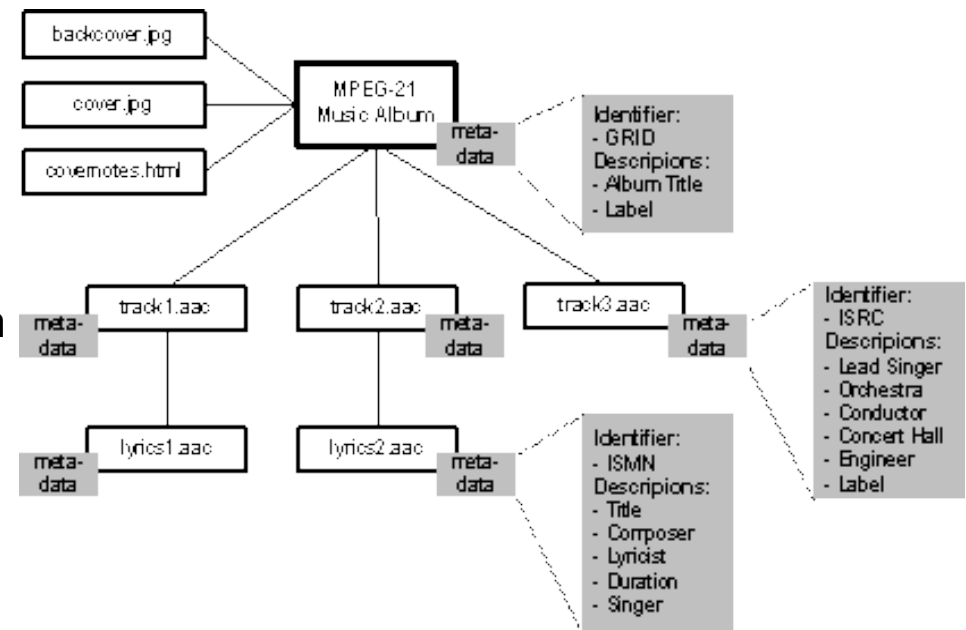 backcover.jpg
cover.jpg
covernotes.html
MPEG-21
Music Album
meta-
data
Identifier:
- GRID
Descripions:
- Album Title
- Label
track1.aac
meta-
data
track2.aac
meta-
data
track3.aac
meta-
data
Identifier:
- ISRC
Descripions:
- Lead Singer
- Orchestra
- Conductor
- Concert Hall
- Engineer
- Label
lyrics1.aac
meta-
data
lyrics2.aac
meta-
data
Identifier:
- ISMN
Descripions:
- Title
- Composer
- Lyricist
- Duration
- Singer